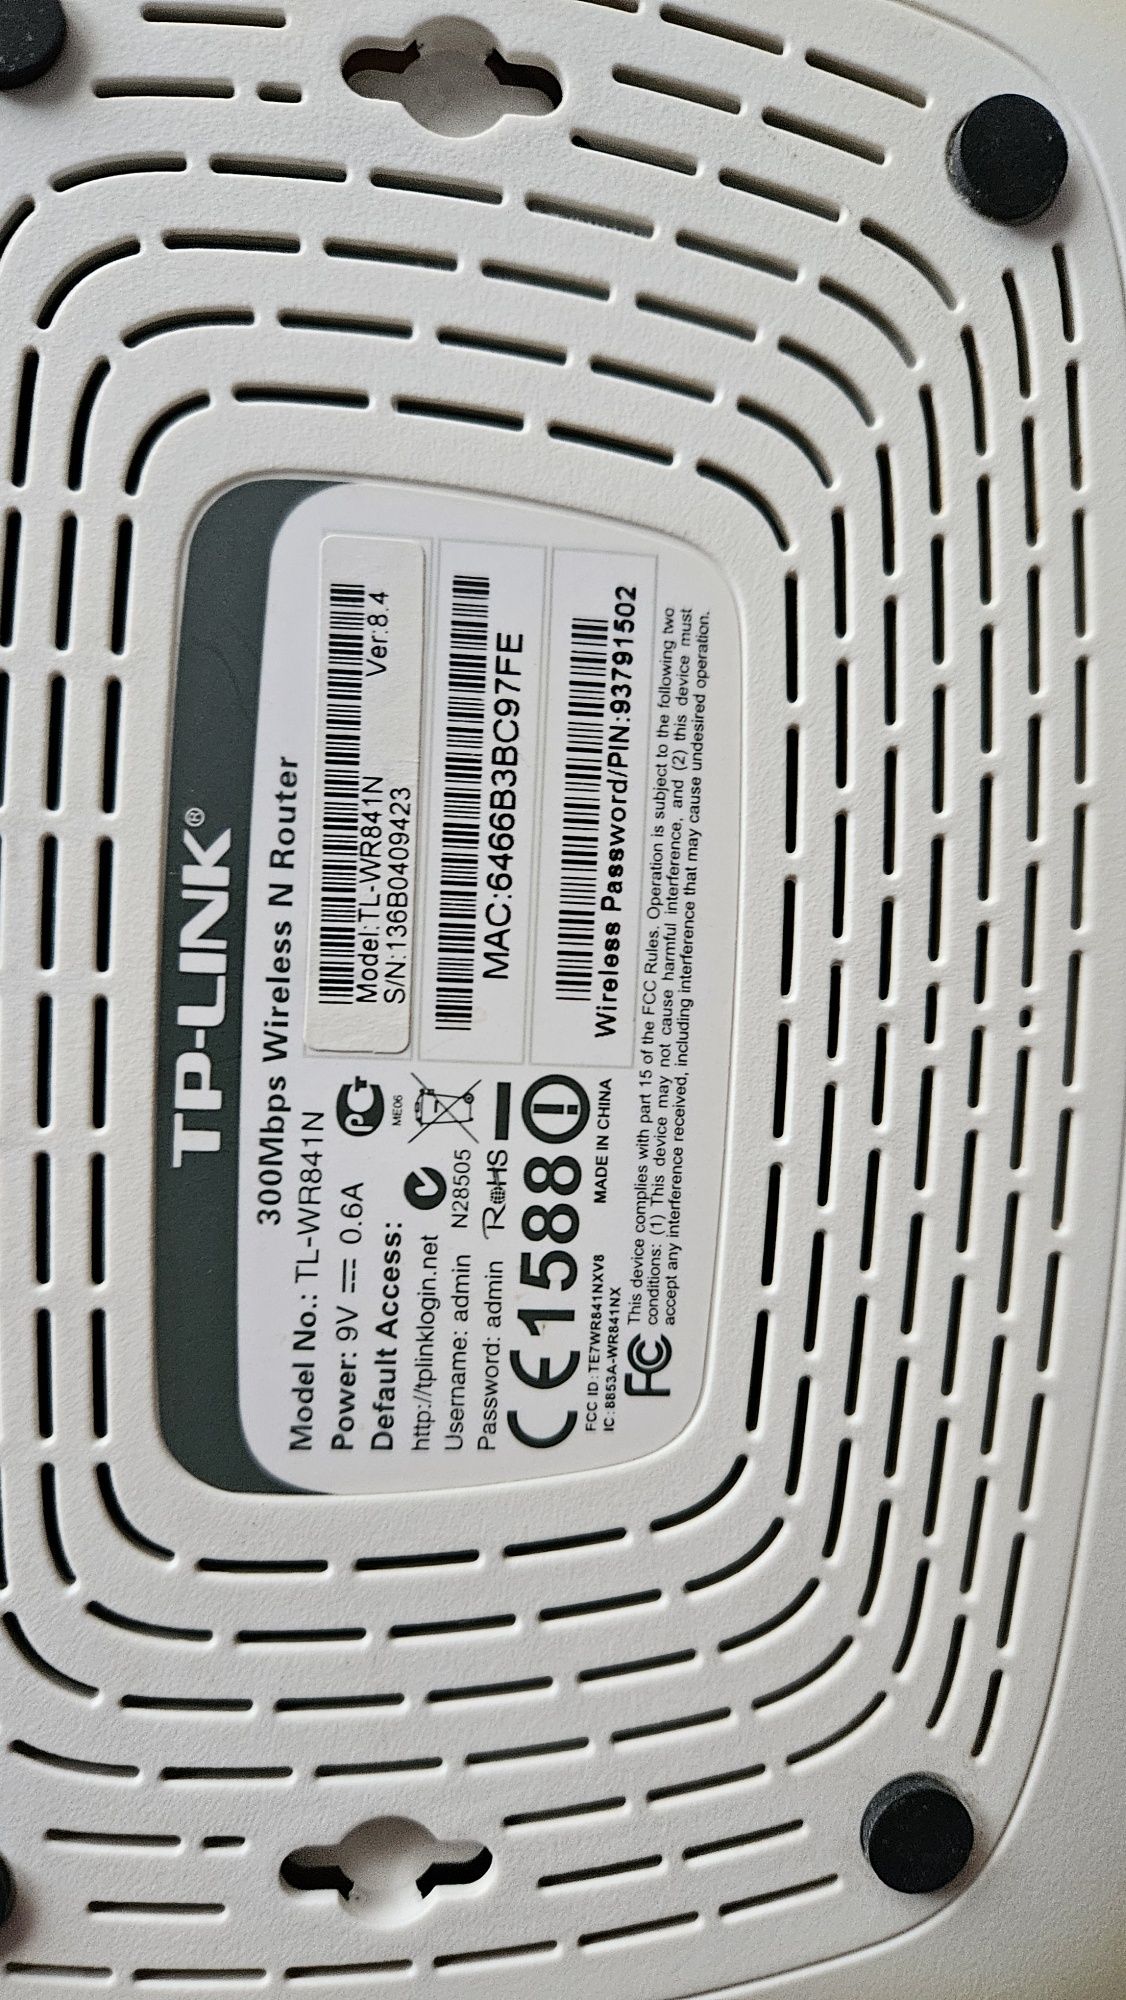 TP-LINK®
300Mbps Wireless N Router
Model No.: TL-WR841N
Power: 9V ⎓ 0.6A
Default Access:
http://tplinklogin.net
Username: admin
Password: admin
ME06
N28505
RoHS
CE1588
MADE IN CHINA
FCC ID: TE7WR841NXV8
IC: 8853A-WR841NX
Model:TL-WR841N Ver:8.4
S/N:136B0409423
MAC:6466B3BC97FE
Wireless Password/PIN:93791502
FC This device complies with part 15 of the FCC Rules. Operation is subject to the following two
conditions: (1) This device may not cause harmful interference, and (2) this device must
accept any interference received, including interference that may cause undesired operation.